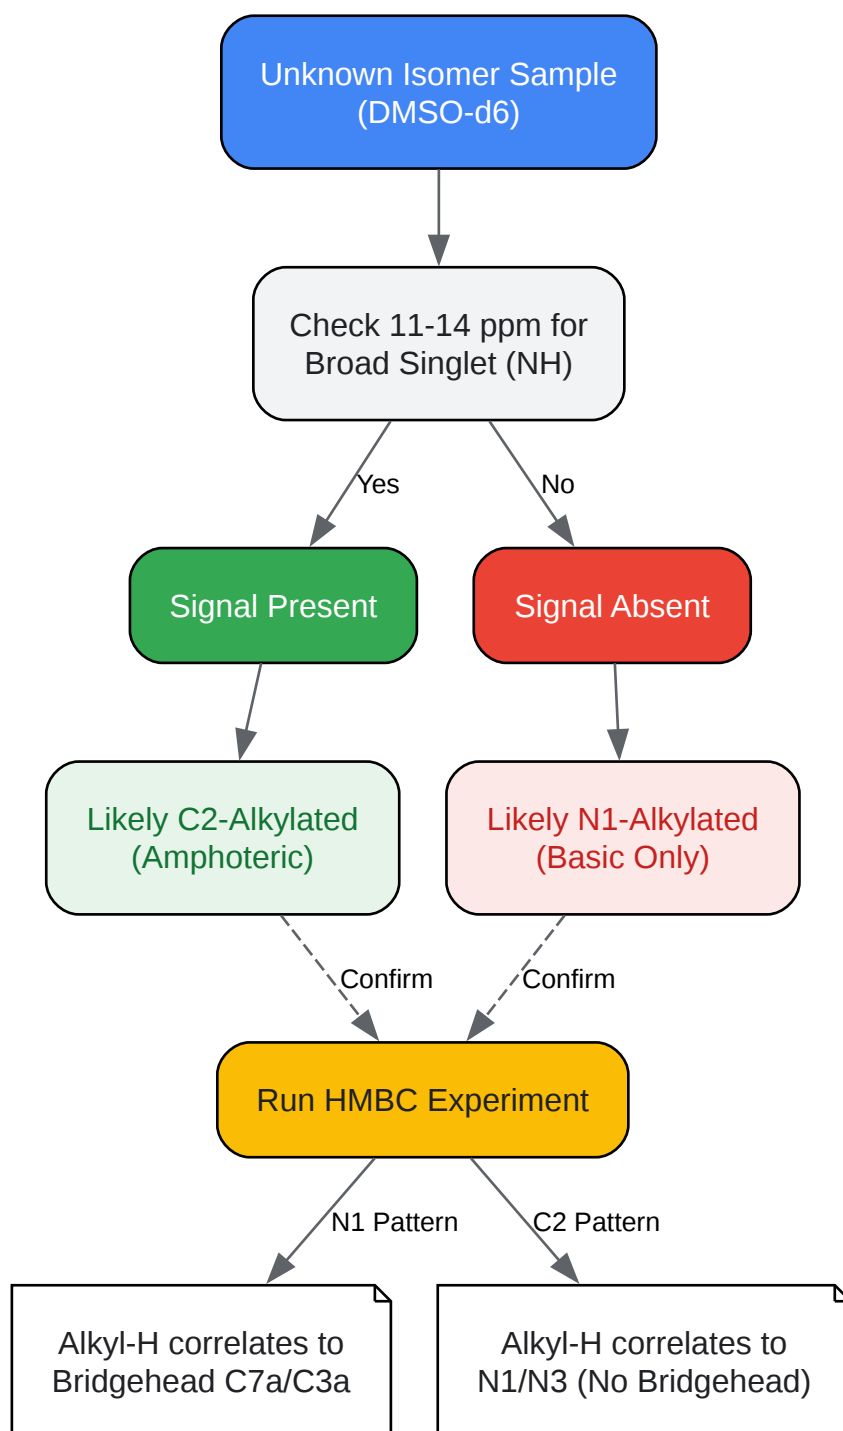 Unknown Isomer Sample
(DMSO-d6)
Check 11-14 ppm for
Broad Singlet (NH)
Yes
No
Signal Present
Signal Absent
Likely C2-Alkylated
(Amphoteric)
Likely N1-Alkylated
(Basic Only)
Confirm
Confirm
Run HMBC Experiment
N1 Pattern
C2 Pattern
Alkyl-H correlates to
Bridgehead C7a/C3a
Alkyl-H correlates to
N1/N3 (No Bridgehead)